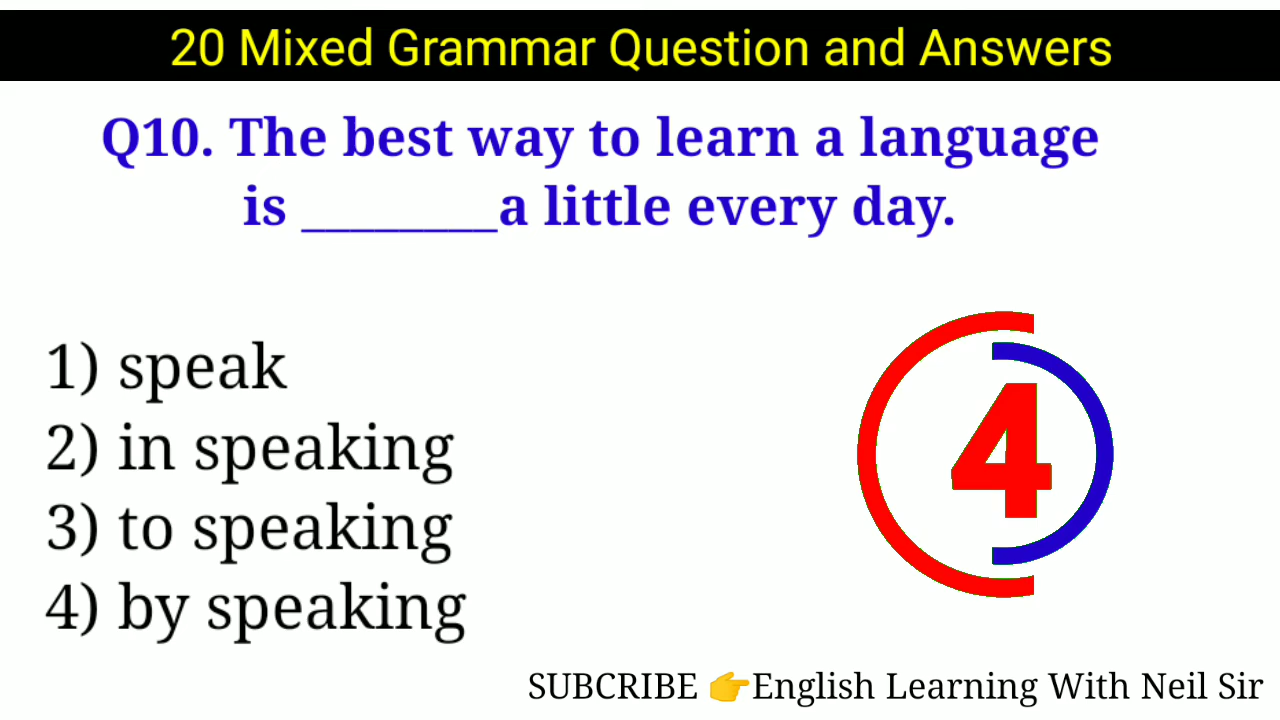 20 Mixed Grammar Question and Answers
Q10. The best way to learn a language
is ________a little every day.
1) speak
2) in speaking
3) to speaking
4) by speaking
4
SUBCRIBE 👉English Learning With Neil Sir